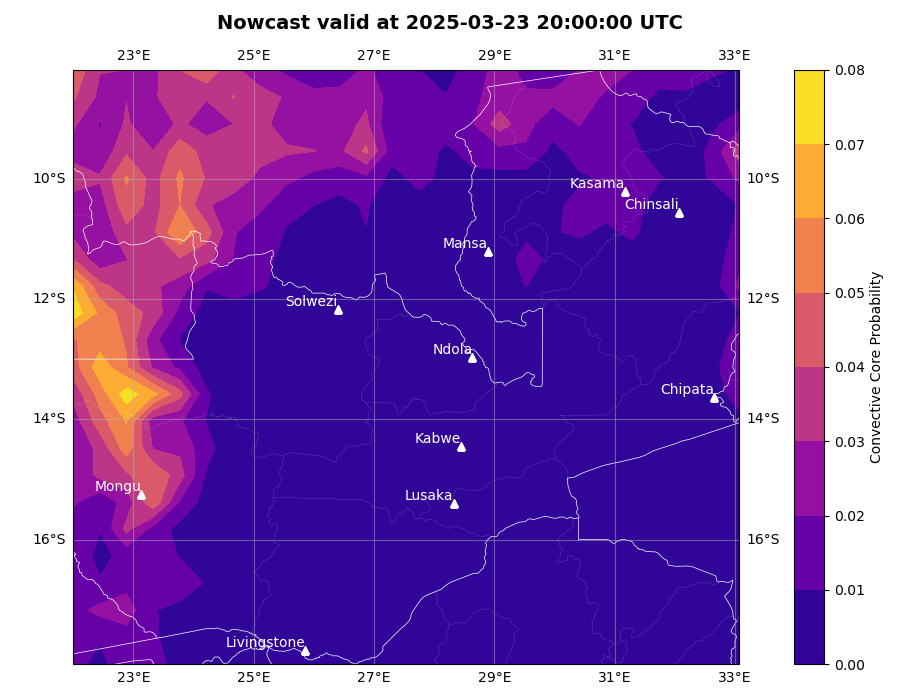 Nowcast valid at 2025-03-23 20:00:00 UTC
23°E 25°E 27°E 29°E 31°E 33°E
0.08
0.07
0.06
0.05
0.04
0.03
0.02
0.01
0.00
Convective Core Probability
10°S 10°S
12°S 12°S
14°S 14°S
16°S 16°S
Kasama
Chinsali
Mansa
Solwezi
Ndola
Chipata
Kabwe
Mongu
Lusaka
Livingstone
23°E 25°E 27°E 29°E 31°E 33°E